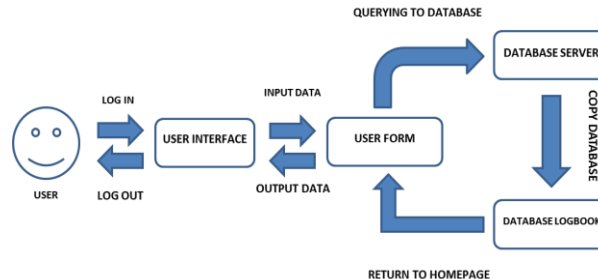 QUERYING TO DATABASE
DATABASE SERVER
LOG IN
INPUT DATA
USER INTERFACE
USER FORM
COPY DATABASE
USER
LOG OUT
OUTPUT DATA
DATABASE LOGBOOK
RETURN TO HOMEPAGE